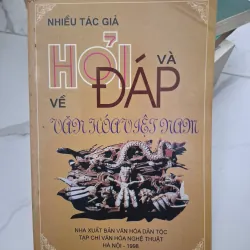 NHIỀU TÁC GIẢ
HỎI VÀ
VỀ ĐÁP
VĂN HÓA VIỆT NAM
NHÀ XUẤT BẢN VĂN HÓA DÂN TỘC
TẠP CHÍ VĂN HÓA NGHỆ THUẬT
HÀ NỘI - 1998